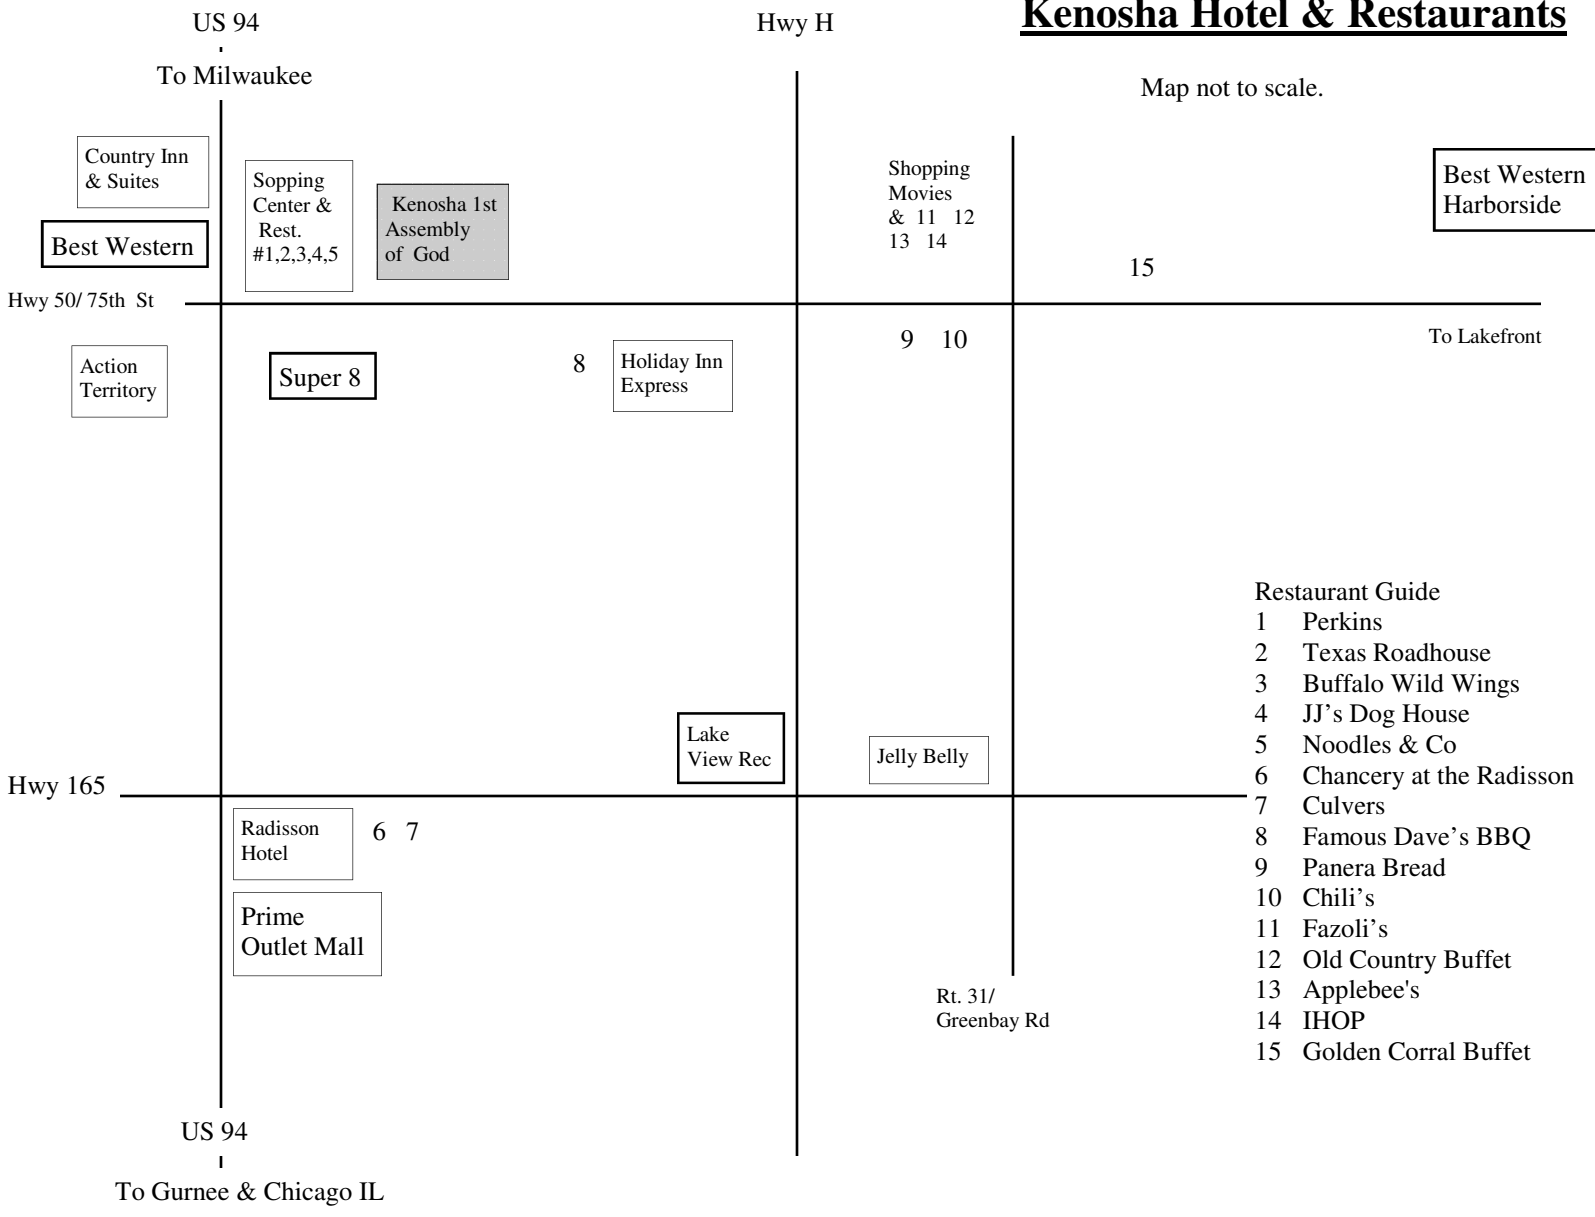 Kenosha Hotel & Restaurants
US 94
Hwy H
To Milwaukee
Map not to scale.
Country Inn
& Suites
Best Western
Sopping
Center &
Rest.
#1,2,3,4,5
Kenosha 1st
Assembly
of God
Shopping
Movies
& 11 12
13 14
Best Western
Harborside
15
Hwy 50/ 75th St
To Lakefront
Action
Territory
Super 8
8
Holiday Inn
Express
9 10
Lake
View Rec
Jelly Belly
Hwy 165
Radisson
Hotel
6 7
Prime
Outlet Mall
Rt. 31/
Greenbay Rd
Restaurant Guide
1 Perkins
2 Texas Roadhouse
3 Buffalo Wild Wings
4 JJ’s Dog House
5 Noodles & Co
6 Chancery at the Radisson
7 Culvers
8 Famous Dave’s BBQ
9 Panera Bread
10 Chili’s
11 Fazoli’s
12 Old Country Buffet
13 Applebee's
14 IHOP
15 Golden Corral Buffet
US 94
To Gurnee & Chicago IL